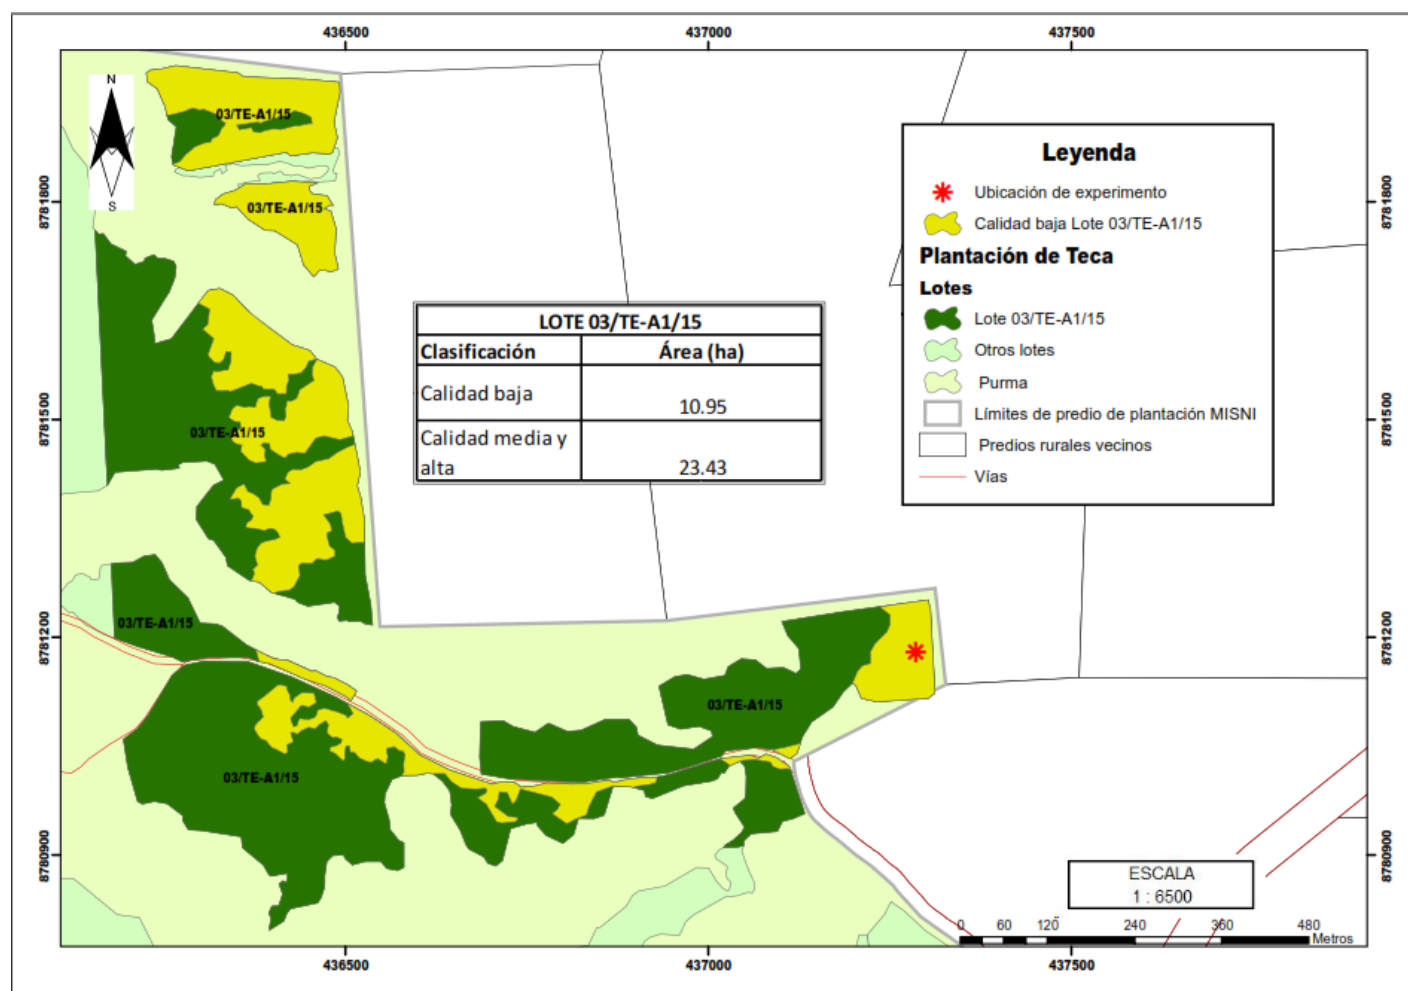 436500
437000
437500
N
S
03/TE-A1/15
03/TE-A1/15
8781800
8781800
Leyenda
Ubicación de experimento
Calidad baja Lote 03/TE-A1/15
Plantación de Teca
Lotes
Lote 03/TE-A1/15
Otros lotes
Purma
Límites de predio de plantación MISNI
Predios rurales vecinos
Vías
LOTE 03/TE-A1/15
Clasificación Área (ha)
Calidad baja 10.95
Calidad media y
alta 23.43
8781500
8781500
03/TE-A1/15
03/TE-A1/15
8781200
8781200
03/TE-A1/15
03/TE-A1/15
8780900
8780900
ESCALA
1 : 6500
0 60 120 240 360 480
Metros
436500
437000
437500